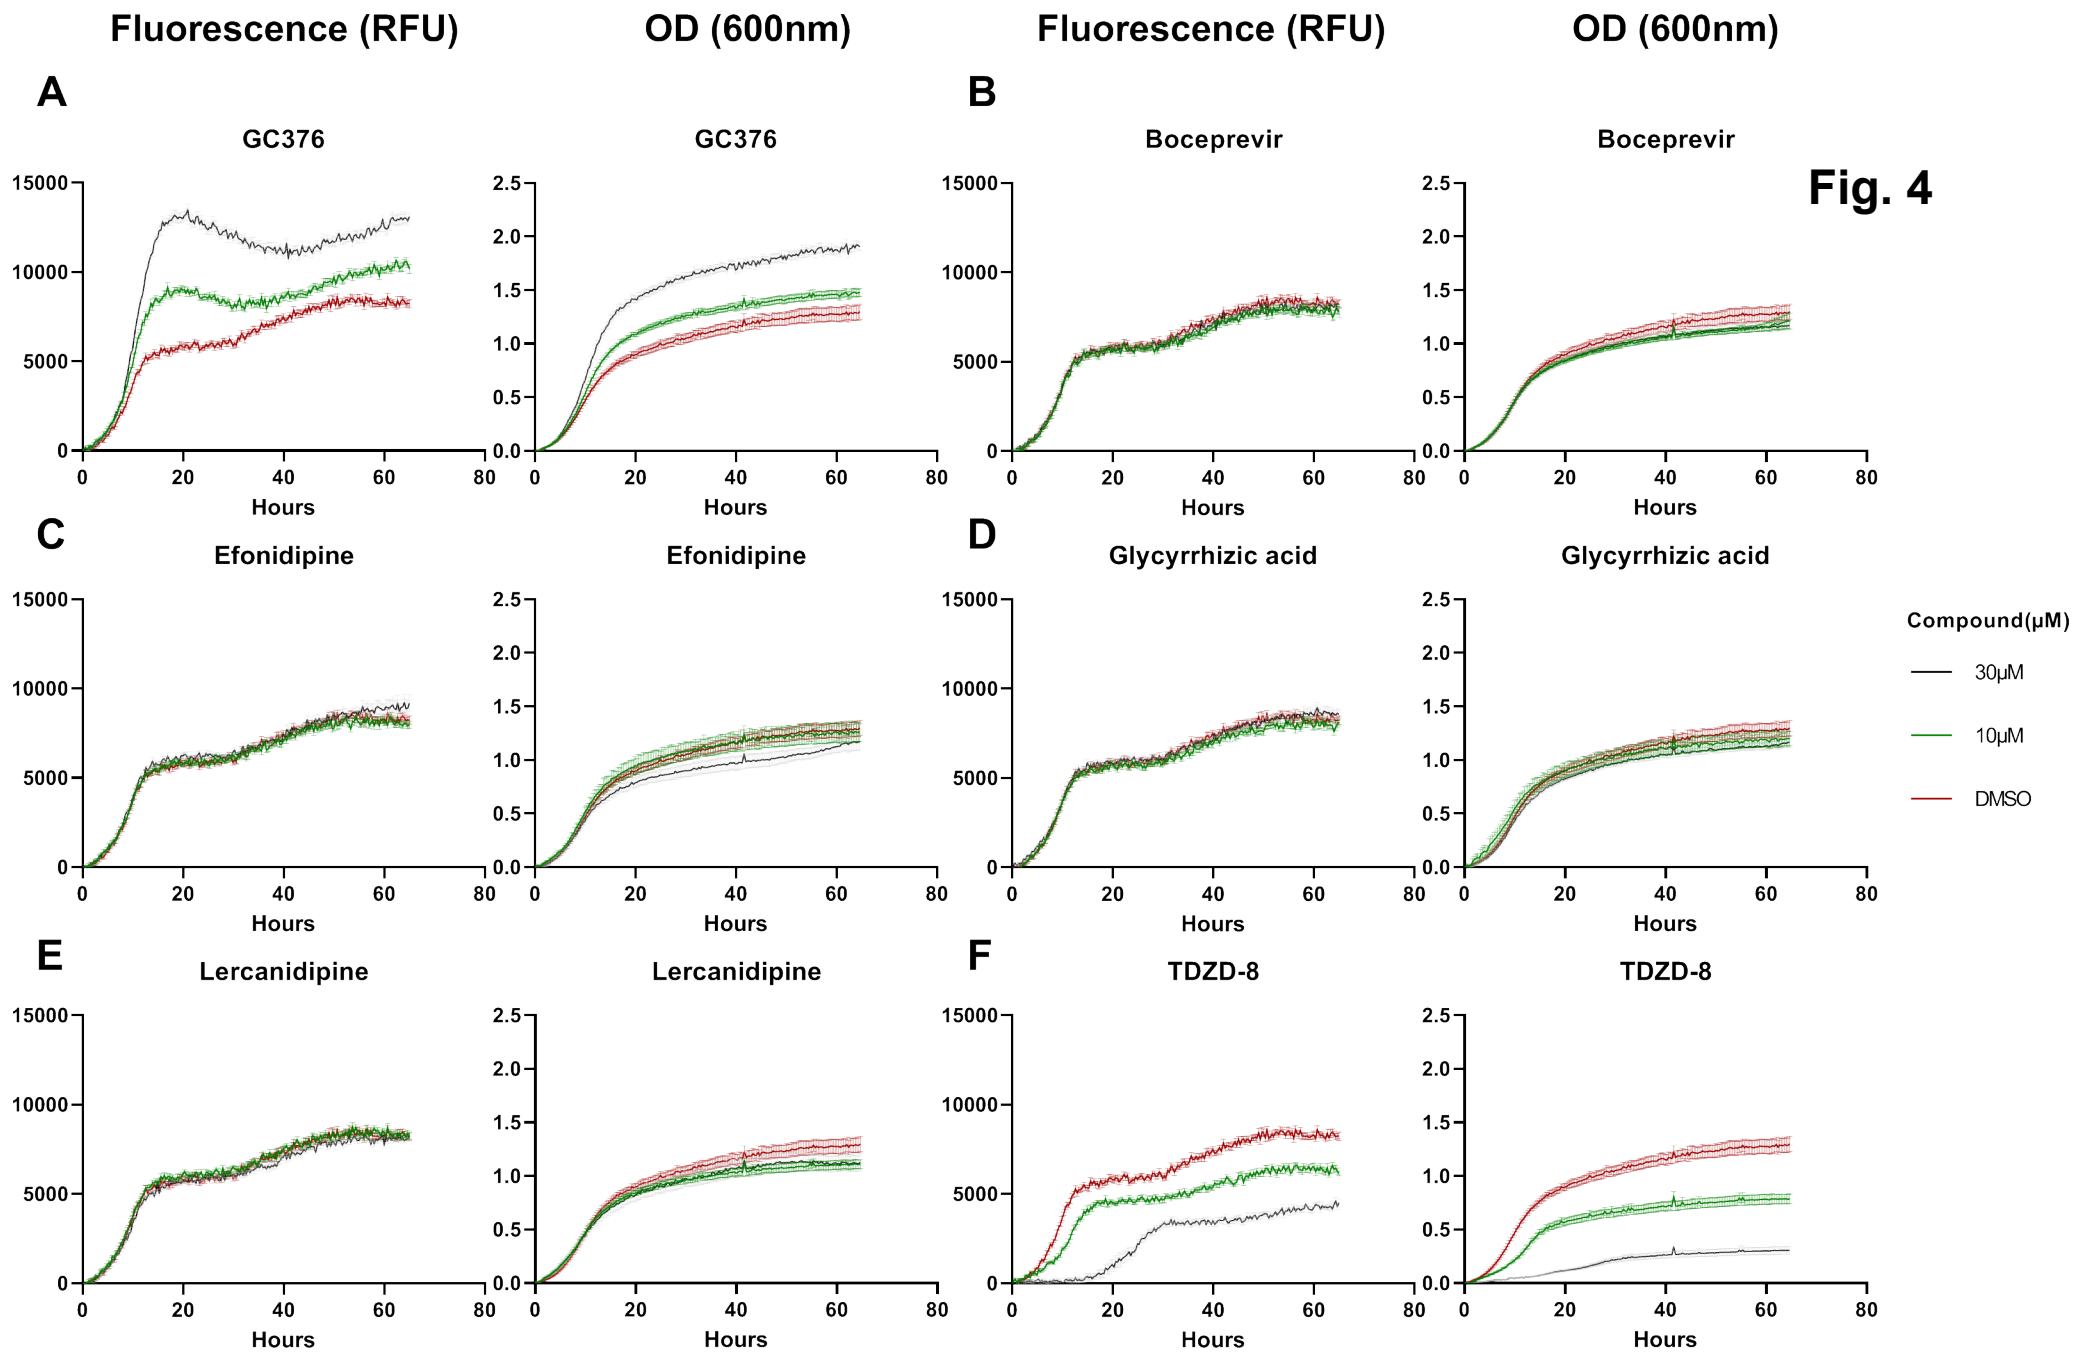 Fluorescence (RFU)
OD (600nm)
Fluorescence (RFU)
OD (600nm)
A
B
GC376
GC376
Boceprevir
Boceprevir
Fig. 4
15000
10000
5000
0
0 20 40 60 80
Hours
2.5
2.0
1.5
1.0
0.5
0.0
0 20 40 60 80
Hours
15000
10000
5000
0
0 20 40 60 80
Hours
2.5
2.0
1.5
1.0
0.5
0.0
0 20 40 60 80
Hours
C
D
Efonidipine
Efonidipine
Glycyrrhizic acid
Glycyrrhizic acid
15000
10000
5000
0
0 20 40 60 80
Hours
2.5
2.0
1.5
1.0
0.5
0.0
0 20 40 60 80
Hours
15000
10000
5000
0
0 20 40 60 80
Hours
2.5
2.0
1.5
1.0
0.5
0.0
0 20 40 60 80
Hours
Compound(µM)
30µM
10µM
DMSO
E
F
Lercanidipine
Lercanidipine
TDZD-8
TDZD-8
15000
10000
5000
0
0 20 40 60 80
Hours
2.5
2.0
1.5
1.0
0.5
0.0
0 20 40 60 80
Hours
15000
10000
5000
0
0 20 40 60 80
Hours
2.5
2.0
1.5
1.0
0.5
0.0
0 20 40 60 80
Hours